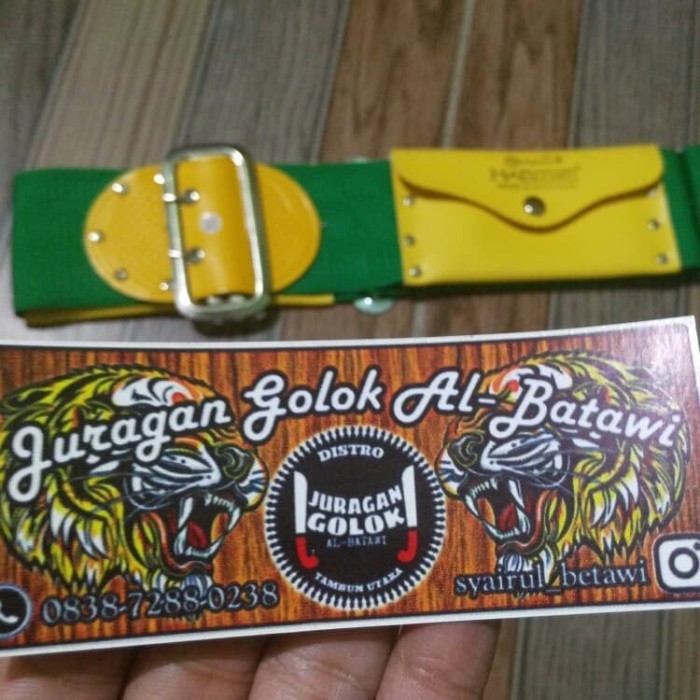 Juragan Golok Al-Batawi
DISTRO
JURAGAN
GOLOK
AL-BATAWI
TAMBUN UTARA
0838-7288-0238
syairul_betawi